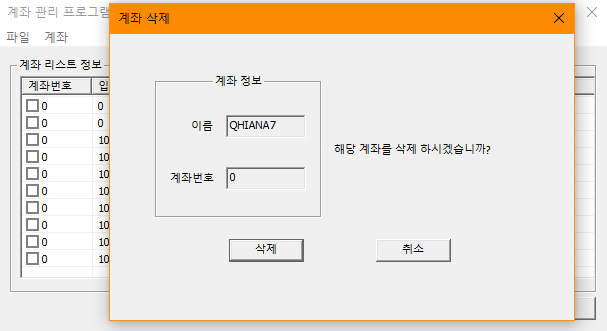 계좌 관리 프로그램
파일 계좌
계좌 리스트 정보
계좌번호 입
0 0
0 0
0 10
0 10
0 10
0 10
0 10
0 10
0 10
0 10
계좌 삭제
계좌 정보
이름 QHIANA7
계좌번호 0
해당 계좌를 삭제 하시겠습니까?
삭제 취소